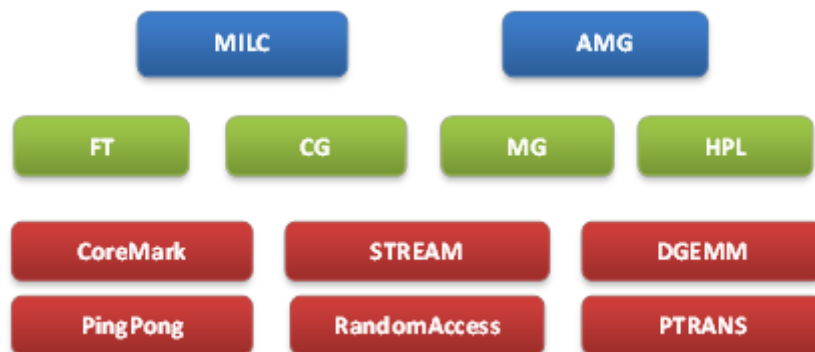 MILC AMG
FT CG MG HPL
CoreMark STREAM DGEMM
PingPong RandomAccess PTRANS